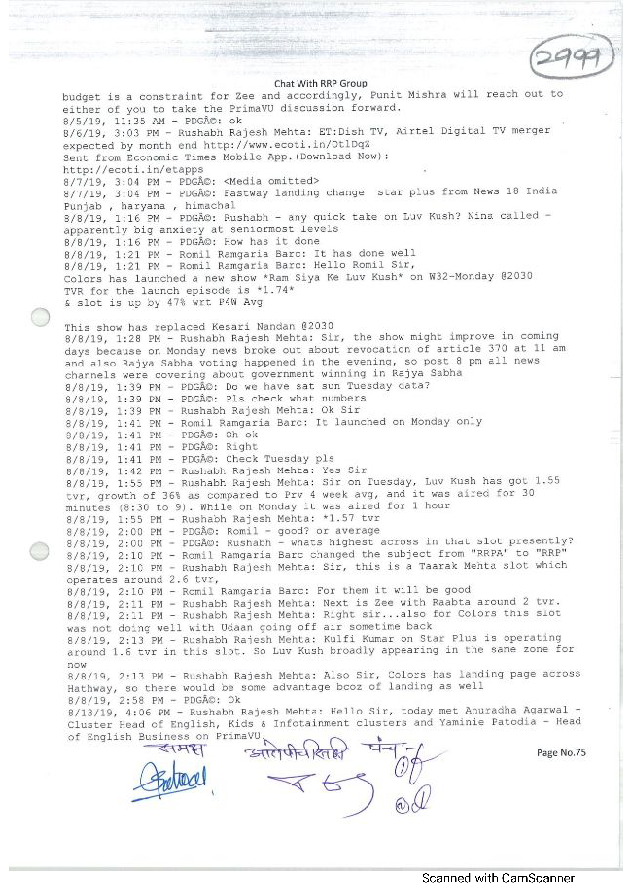 2999
Chat With RRP Group
budget is a constraint for Zee and accordingly, Punit Mishra will reach out to
either of you to take the PrimaVU discussion forward.
8/5/19, 11:35 AM - PDGÃ©: ok
8/6/19, 3:03 PM - Rushabh Rajesh Mehta: ET:Dish TV, Airtel Digital TV merger
expected by month end http://www.ecoti.in/
Sent from Economic Times Mobile App.(Download Now):
http://ecoti.in/etapps
8/7/19, 3:04 PM - PDGÃ©: <Media omitted>
8/7/19, 3:04 PM - PDGÃ©: Fastway landing change star plus from News 18 India
Punjab , haryana , himachal
8/8/19, 1:16 PM - PDGÃ©: Rushabh - any quick take on Luv Kush? Nina called -
apparently big anxiety at seniormost levels
8/8/19, 1:16 PM - PDGÃ©: How has it done
8/8/19, 1:21 PM - Romil Ramgaria Barc: It has done well
8/8/19, 1:21 PM - Romil Ramgaria Barc: Hello Romil Sir,
Colors has launched a new show *Ram Siya Ke Luv Kush* on W32-Monday @2030
TVR for the launch episode is *1.74*
& slot is up by 47% wrt P4W Avg
This show has replaced Kesari Nandan @2030
8/8/19, 1:28 PM - Rushabh Rajesh Mehta: Sir, the show might improve in coming
days because on Monday news broke out about revocation of article 370 at 11 am
and also Rajya Sabha voting happened in the evening, so post 8 pm all news
channels were covering about government winning in Rajya Sabha
8/8/19, 1:39 PM - PDGÃ©: Do we have sat sun Tuesday data?
8/8/19, 1:39 PM - PDGÃ©: Pls check what numbers
8/8/19, 1:39 PM - Rushabh Rajesh Mehta: Ok Sir
8/8/19, 1:41 PM - Romil Ramgaria Barc: It launched on Monday only
8/8/19, 1:41 PM - PDGÃ©: Oh ok
8/8/19, 1:41 PM - PDGÃ©: Right
8/8/19, 1:41 PM - PDGÃ©: Check Tuesday pls
8/8/19, 1:42 PM - Rushabh Rajesh Mehta: Yes Sir
8/8/19, 1:55 PM - Rushabh Rajesh Mehta: Sir on Tuesday, Luv Kush has got 1.55
tvr, growth of 36% as compared to Prv 4 week avg, and it was aired for 30
minutes (8:30 to 9). While on Monday it was aired for 1 hour
8/8/19, 1:55 PM - Rushabh Rajesh Mehta: *1.57 tvr
8/8/19, 2:00 PM - PDGÃ©: Romil - good? or average
8/8/19, 2:00 PM - PDGÃ©: Rushabh - whats highest across in that slot presently?
8/8/19, 2:10 PM - Romil Ramgaria Barc changed the subject from "RRPA" to "RRP"
8/8/19, 2:10 PM - Rushabh Rajesh Mehta: Sir, this is a Taarak Mehta slot which
operates around 2.6 tvr,
8/8/19, 2:10 PM - Romil Ramgaria Barc: For them it will be good
8/8/19, 2:11 PM - Rushabh Rajesh Mehta: Next is Zee with Raabta around 2 tvr.
8/8/19, 2:11 PM - Rushabh Rajesh Mehta: Right sir...also for Colors this slot
was not doing well with Udaan going off air sometime back
8/8/19, 2:13 PM - Rushabh Rajesh Mehta: Kulfi Kumar on Star Plus is operating
around 1.6 tvr in this slot. So Luv Kush broadly appearing in the same zone for
now
8/8/19, 2:13 PM - Rushabh Rajesh Mehta: Also Sir, Colors has landing page across
Hathway, so there would be some advantage bcoz of landing as well
8/8/19, 2:58 PM - PDGÃ©: Ok
8/13/19, 4:06 PM - Rushabh Rajesh Mehta: Hello Sir, today met Anuradha Agarwal -
Cluster Head of English, Kids & Infotainment clusters and Yaminie Patodia - Head
of English Business on PrimaVU
समक्ष पंच
Page No.75
Scanned with CamScanner